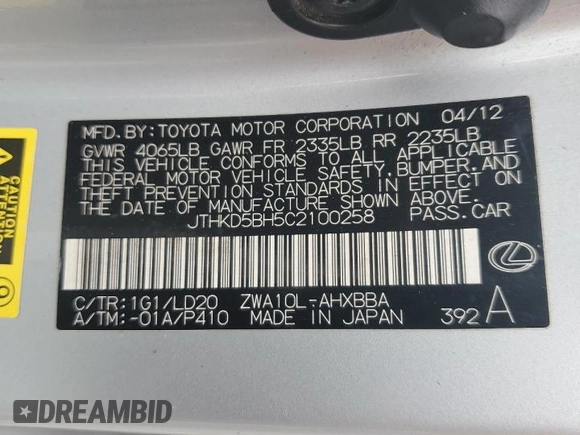 MFD.BY:TOYOTA MOTOR CORPORATION 04/12
GVWR 4065LB GAWR FR 2335LB RR 2235LB
THIS VEHICLE CONFORMS TO ALL APPLICABLE
FEDERAL MOTOR VEHICLE SAFETY, BUMPER, AND
THEFT PREVENTION STANDARDS IN EFFECT ON
THE DATE OF MANUFACTURE SHOWN ABOVE.
JTHKD5BH5C2100258 PASS.CAR
C/TR:1G1/LD20 ZWA10L-AHXBBA
A/TM:-01A/P410 MADE IN JAPAN 392 A
CAUTION
ATTENTION
DREAMBID